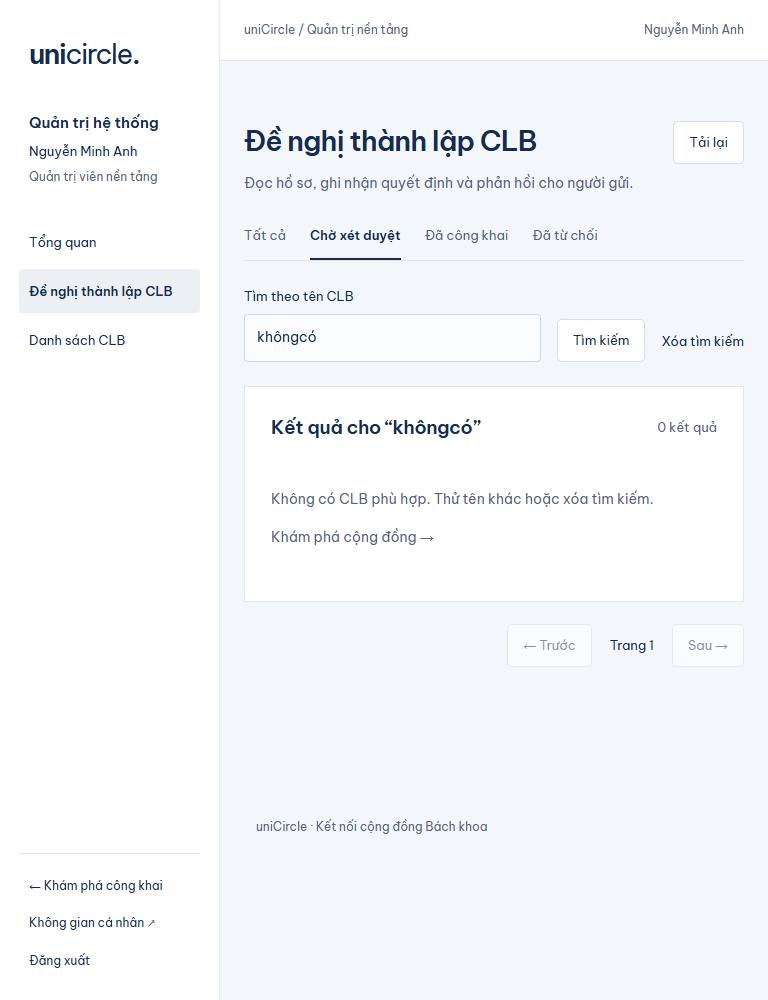 unicircle.
Quản trị hệ thống
Nguyễn Minh Anh
Quản trị viên nền tảng
Tổng quan
Đề nghị thành lập CLB
Danh sách CLB
← Khám phá công khai
Không gian cá nhân ↗
Đăng xuất
uniCircle / Quản trị nền tảng
Nguyễn Minh Anh
Đề nghị thành lập CLB
Tải lại
Đọc hồ sơ, ghi nhận quyết định và phản hồi cho người gửi.
Tất cả
Chờ xét duyệt
Đã công khai
Đã từ chối
Tìm theo tên CLB
khôngcó
Tìm kiếm
Xóa tìm kiếm
Kết quả cho “khôngcó”
0 kết quả
Không có CLB phù hợp. Thử tên khác hoặc xóa tìm kiếm.
Khám phá cộng đồng →
← Trước
Trang 1
Sau →
uniCircle · Kết nối cộng đồng Bách khoa